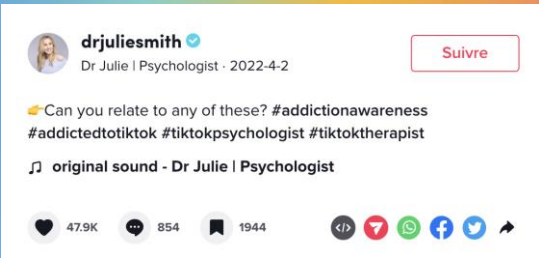 drjuliesmith
Dr Julie | Psychologist · 2022-4-2
Suivre
👉Can you relate to any of these? #addictionawareness
#addictedtotiktok #tiktokpsychologist #tiktoktherapist
original sound - Dr Julie | Psychologist
47.9K 854 1944